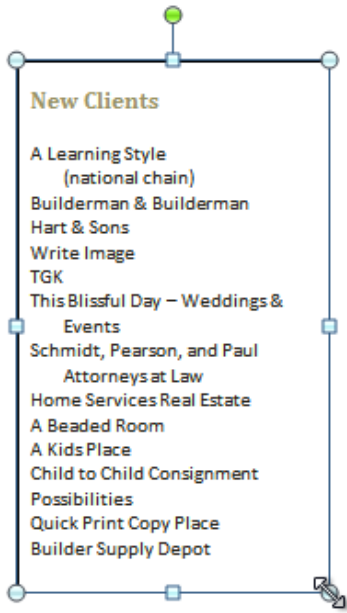 New Clients
A Learning Style
(national chain)
Builderman & Builderman
Hart & Sons
Write Image
TGK
This Blissful Day – Weddings &
Events
Schmidt, Pearson, and Paul
Attorneys at Law
Home Services Real Estate
A Beaded Room
A Kids Place
Child to Child Consignment
Possibilities
Quick Print Copy Place
Builder Supply Depot